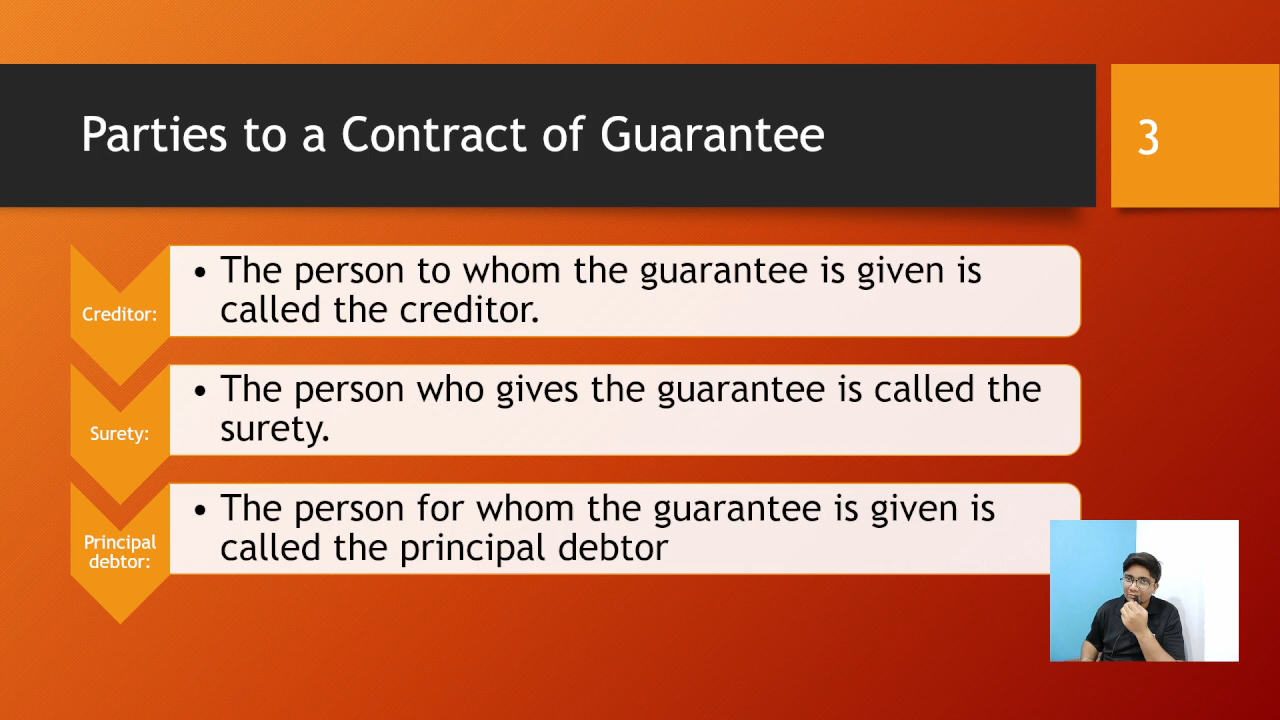 Parties to a Contract of Guarantee
3
Creditor:
• The person to whom the guarantee is given is
called the creditor.
Surety:
• The person who gives the guarantee is called the
surety.
Principal
debtor:
• The person for whom the guarantee is given is
called the principal debtor